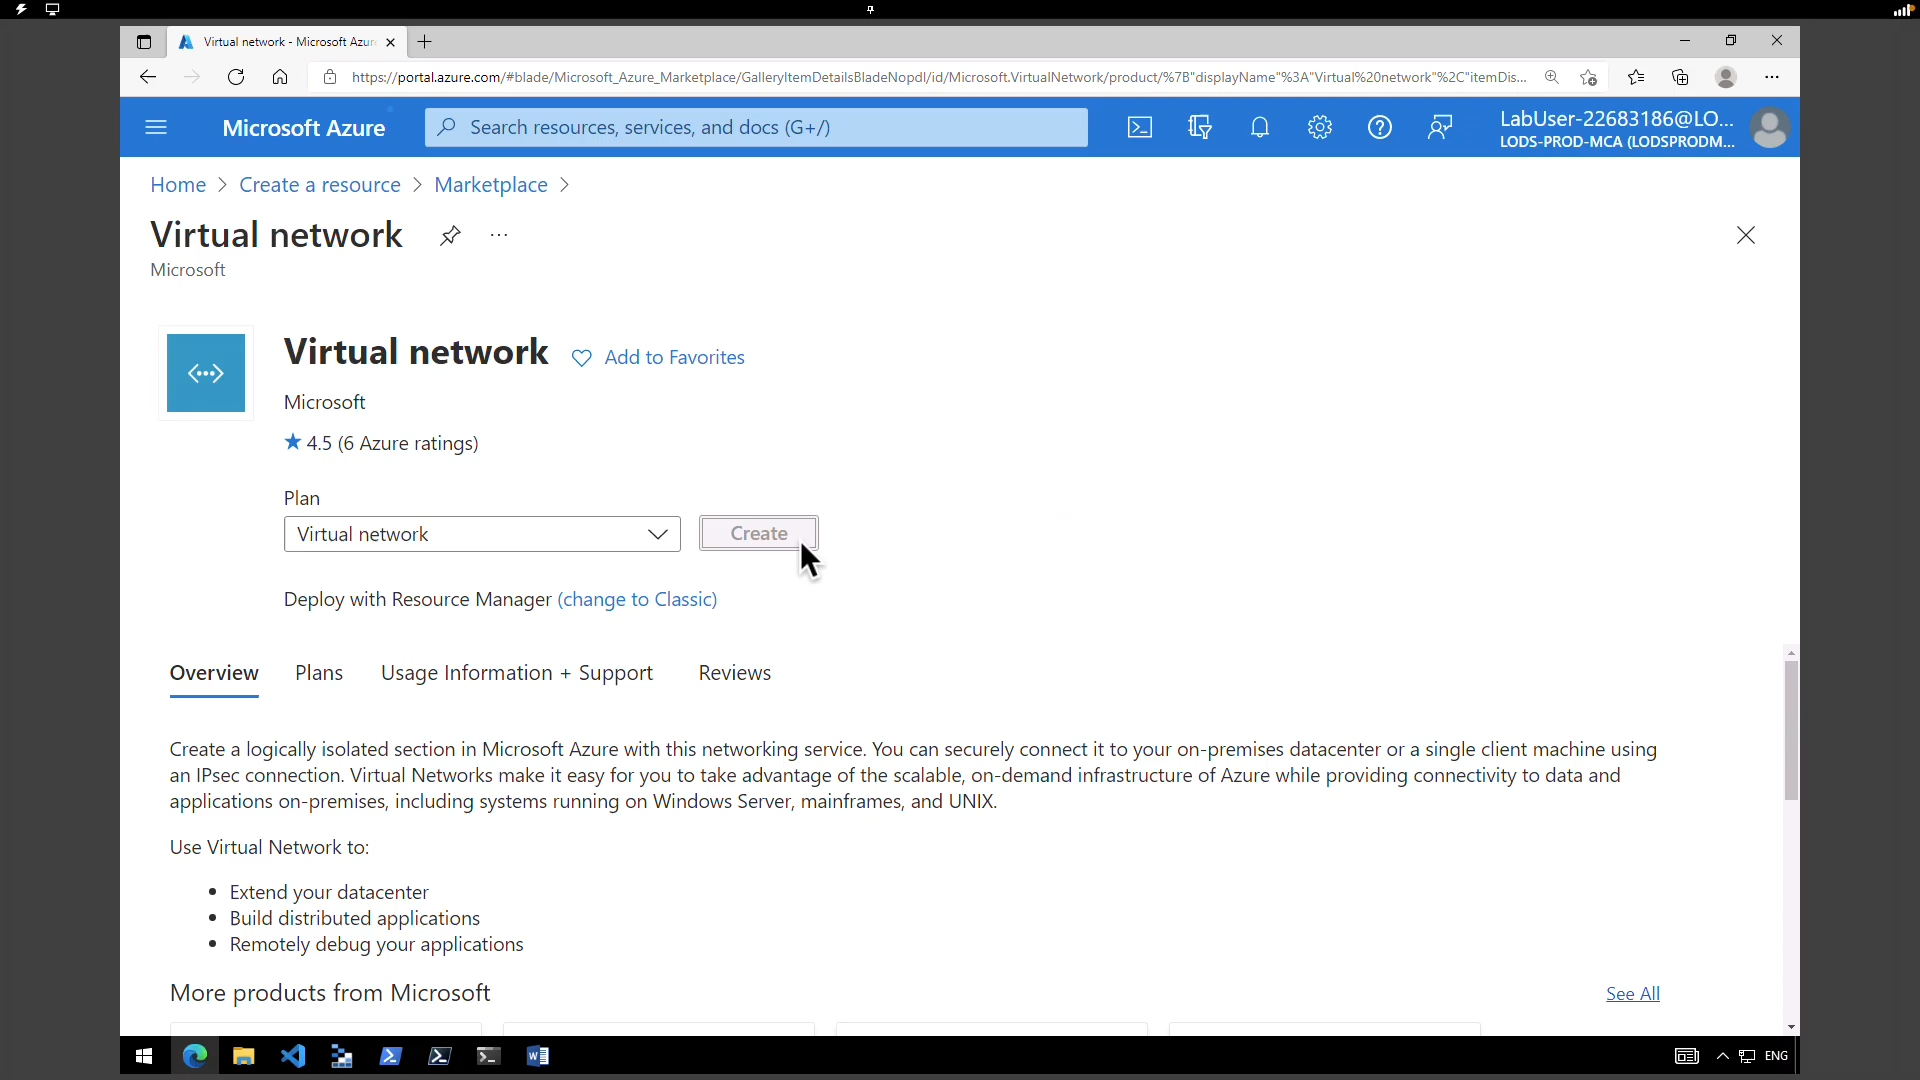 Virtual network - Microsoft Azur
https://portal.azure.com/#blade/Microsoft_Azure_Marketplace/GalleryItemDetailsBladeNopdl/id/Microsoft.VirtualNetwork/product/%7B"displayName"%3A"Virtual%20network"%2C"itemDis...
Microsoft Azure
Search resources, services, and docs (G+/)
LabUser-22683186@LO...
LODS-PROD-MCA (LODSPRODM...
Home > Create a resource > Marketplace >
Virtual network ...
Microsoft
Virtual network Add to Favorites
Microsoft
4.5 (6 Azure ratings)
Plan
Virtual network Create
Deploy with Resource Manager (change to Classic)
Overview Plans Usage Information + Support Reviews
Create a logically isolated section in Microsoft Azure with this networking service. You can securely connect it to your on-premises datacenter or a single client machine using
an IPsec connection. Virtual Networks make it easy for you to take advantage of the scalable, on-demand infrastructure of Azure while providing connectivity to data and
applications on-premises, including systems running on Windows Server, mainframes, and UNIX.
Use Virtual Network to:
• Extend your datacenter
• Build distributed applications
• Remotely debug your applications
More products from Microsoft See All
ENG